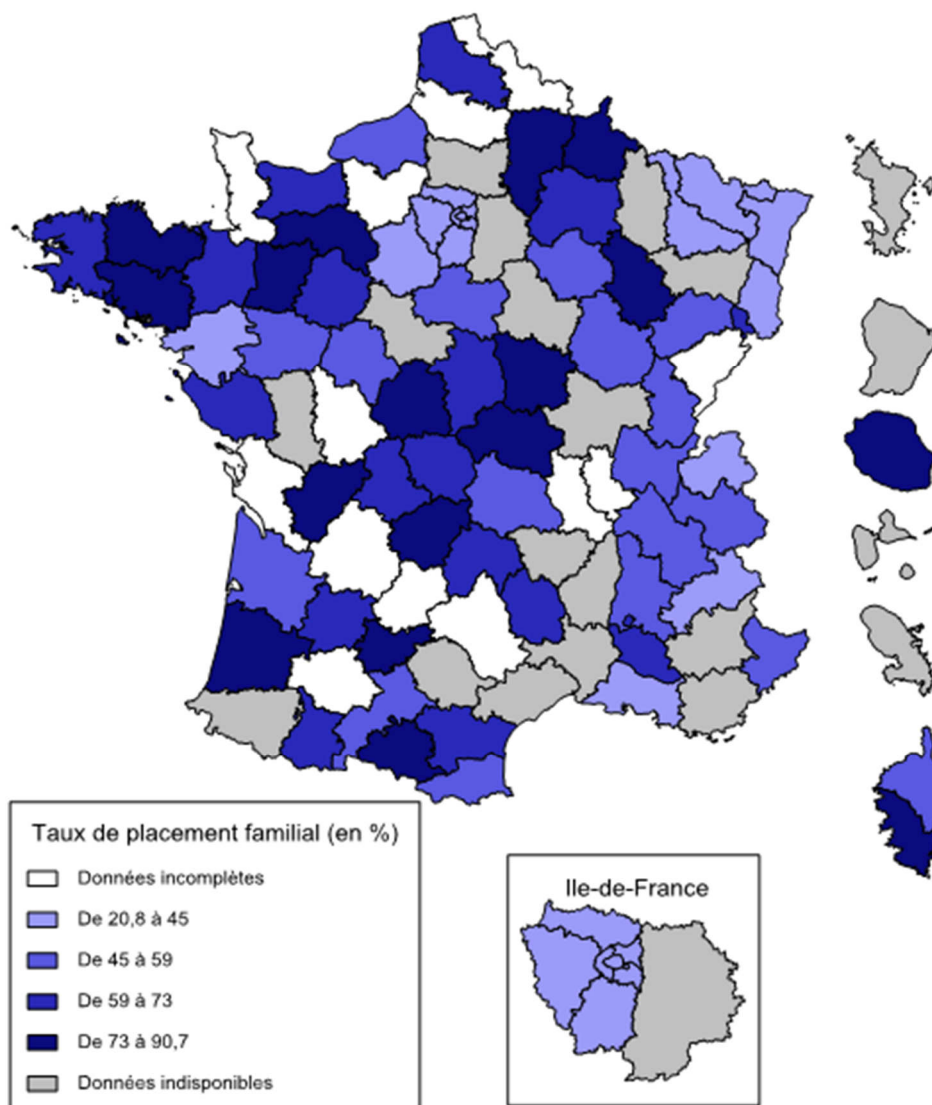 Taux de placement familial (en %)
Données incomplètes
De 20,8 à 45
De 45 à 59
De 59 à 73
De 73 à 90,7
Données indisponibles
Ile-de-France